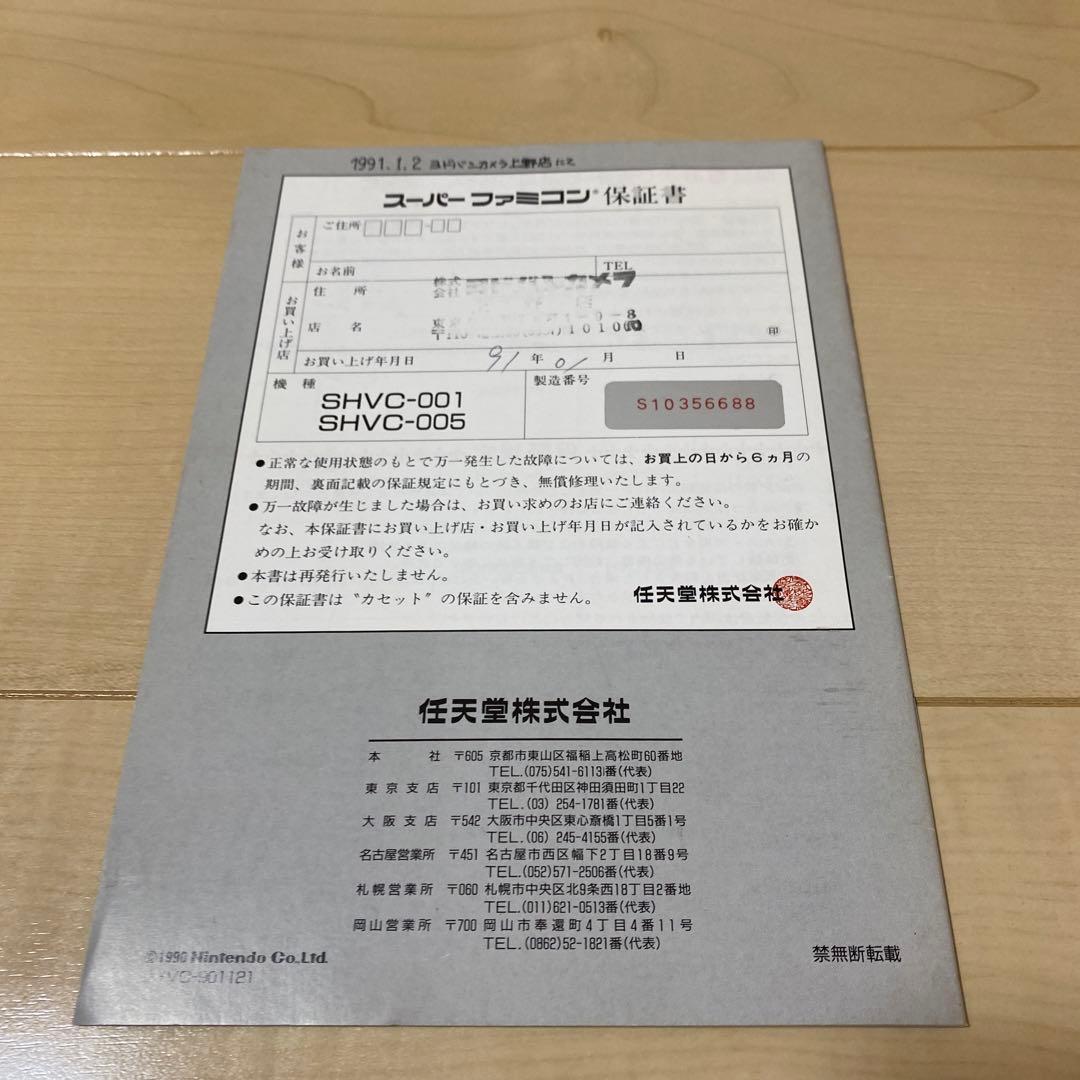 1991.1.2 ヨドバシカメラ上野店にて
スーパーファミコン® 保証書
お客様
ご住所 □□□-□□
お名前
TEL
お買い上げ店
住 所
株式会社 ヨドバシカメラ
店 名
印
お買い上げ年月日 91年 01月 日
機 種
SHVC-001
SHVC-005
製造番号
S10356688
●正常な使用状態のもとで万一発生した故障については、お買上の日から6ヵ月の
期間、裏面記載の保証規定にもとづき、無償修理いたします。
●万一故障が生じました場合は、お買い求めのお店にご連絡ください。
なお、本保証書にお買い上げ店・お買い上げ年月日が記入されているかをお確か
めの上お受け取りください。
●本書は再発行いたしません。
●この保証書は〝カセット〟の保証を含みません。
任天堂株式会社
任天堂株式会社
本 社 〒605 京都市東山区福稲上高松町60番地
TEL.(075)541-6113番(代表)
東京支店 〒101 東京都千代田区神田須田町1丁目22
TEL.(03) 254-1781番(代表)
大阪支店 〒542 大阪市中央区東心斎橋1丁目5番1号
TEL.(06) 245-4155番(代表)
名古屋営業所 〒451 名古屋市西区幅下2丁目18番9号
TEL.(052)571-2506番(代表)
札幌営業所 〒060 札幌市中央区北9条西18丁目2番地
TEL.(011)621-0513番(代表)
岡山営業所 〒700 岡山市奉還町4丁目4番11号
TEL.(0862)52-1821番(代表)
©1990 Nintendo Co.,Ltd.
禁無断転載